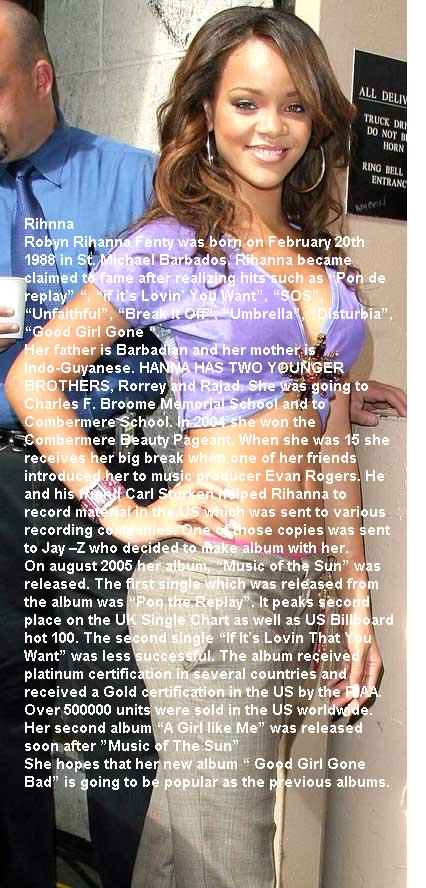 ALL DELIV
TRUCK DRI
DO NOT B
HORN
RING BELL
ENTRANC
Rihnna
Robyn Rihanna Fenty was born on February 20th
1988 in St. Michael Barbados. Rihanna became
claimed to fame after realizing hits such as “Pon de
replay” “, “if it’s Lovin’ You Want”, “SOS”,
“Unfaithful”, “Break It Off”, “Umbrella”, “Disturbia”,
“Good Girl Gone “
Her father is Barbadian and her mother is
Indo-Guyanese. HANNA HAS TWO YOUNGER
BROTHERS, Rorrey and Rajad. She was going to
Charles F. Broome Memorial School and to
Combermere School. In 2004 she won the
Combermere Beauty Pageant. When she was 15 she
receives her big break when one of her friends
introduced her to music producer Evan Rogers. He
and his friend Carl Sturken helped Rihanna to
record material in the US which was sent to various
recording companies. One of those copies was sent
to Jay –Z who decided to make album with her.
On august 2005 her album, “Music of the Sun” was
released. The first single which was released from
the album was “Pon the Replay”. It peaks second
place on the UK Single Chart as well as US Billboard
hot 100. The second single “If It’s Lovin That You
Want” was less successful. The album received
platinum certification in several countries and
received a Gold certification in the US by the RIAA.
Over 500000 units were sold in the US worldwide.
Her second album “A Girl like Me” was released
soon after ”Music of The Sun”
She hopes that her new album “ Good Girl Gone
Bad” is going to be popular as the previous albums.